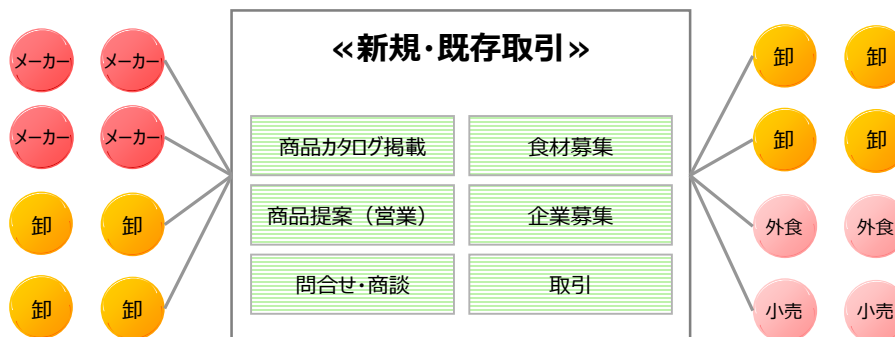 «新規・既存取引»
メーカー メーカー
メーカー メーカー
卸 卸
卸 卸
商品カタログ掲載 食材募集
商品提案（営業） 企業募集
問合せ・商談 取引
卸 卸
卸 卸
外食 外食
小売 小売